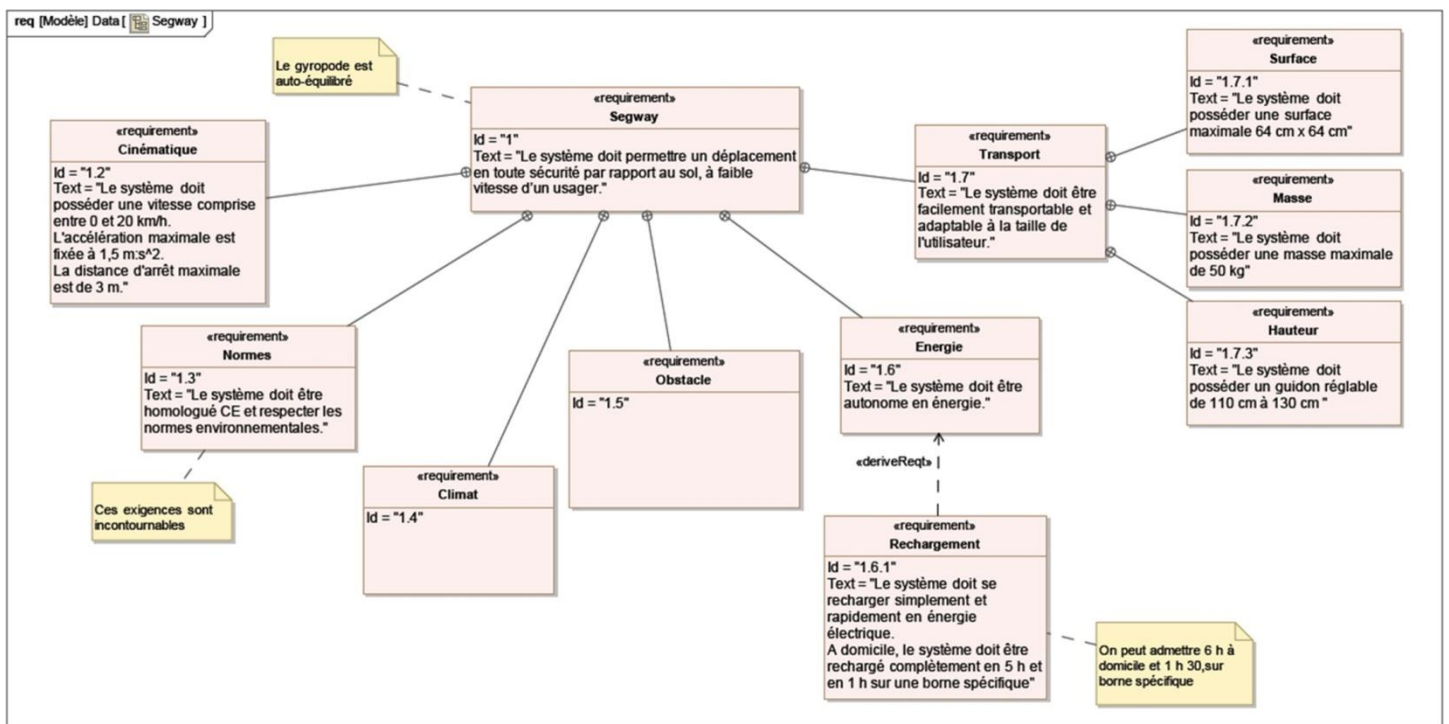 req [Modèle] Data [ Segway ]
Le gyropode est
auto-équilibré
«requirement»
Segway
Id = "1"
Text = "Le système doit permettre un déplacement
en toute sécurité par rapport au sol, à faible
vitesse d'un usager."
«requirement»
Cinématique
Id = "1.2"
Text = "Le système doit
posséder une vitesse comprise
entre 0 et 20 km/h.
L'accélération maximale est
fixée à 1,5 m:s^2.
La distance d'arrêt maximale
est de 3 m."
«requirement»
Transport
Id = "1.7"
Text = "Le système doit être
facilement transportable et
adaptable à la taille de
l'utilisateur."
«requirement»
Surface
Id = "1.7.1"
Text = "Le système doit
posséder une surface
maximale 64 cm x 64 cm"
«requirement»
Masse
Id = "1.7.2"
Text = "Le système doit
posséder une masse maximale
de 50 kg"
«requirement»
Hauteur
Id = "1.7.3"
Text = "Le système doit
posséder un guidon réglable
de 110 cm à 130 cm "
«requirement»
Normes
Id = "1.3"
Text = "Le système doit être
homologué CE et respecter les
normes environnementales."
Ces exigences sont
incontournables
«requirement»
Climat
Id = "1.4"
«requirement»
Obstacle
Id = "1.5"
«requirement»
Energie
Id = "1.6"
Text = "Le système doit être
autonome en énergie."
«deriveReqt»
«requirement»
Rechargement
Id = "1.6.1"
Text = "Le système doit se
recharger simplement et
rapidement en énergie
électrique.
A domicile, le système doit être
rechargé complètement en 5 h et
en 1 h sur une borne spécifique"
On peut admettre 6 h à
domicile et 1 h 30,sur
borne spécifique